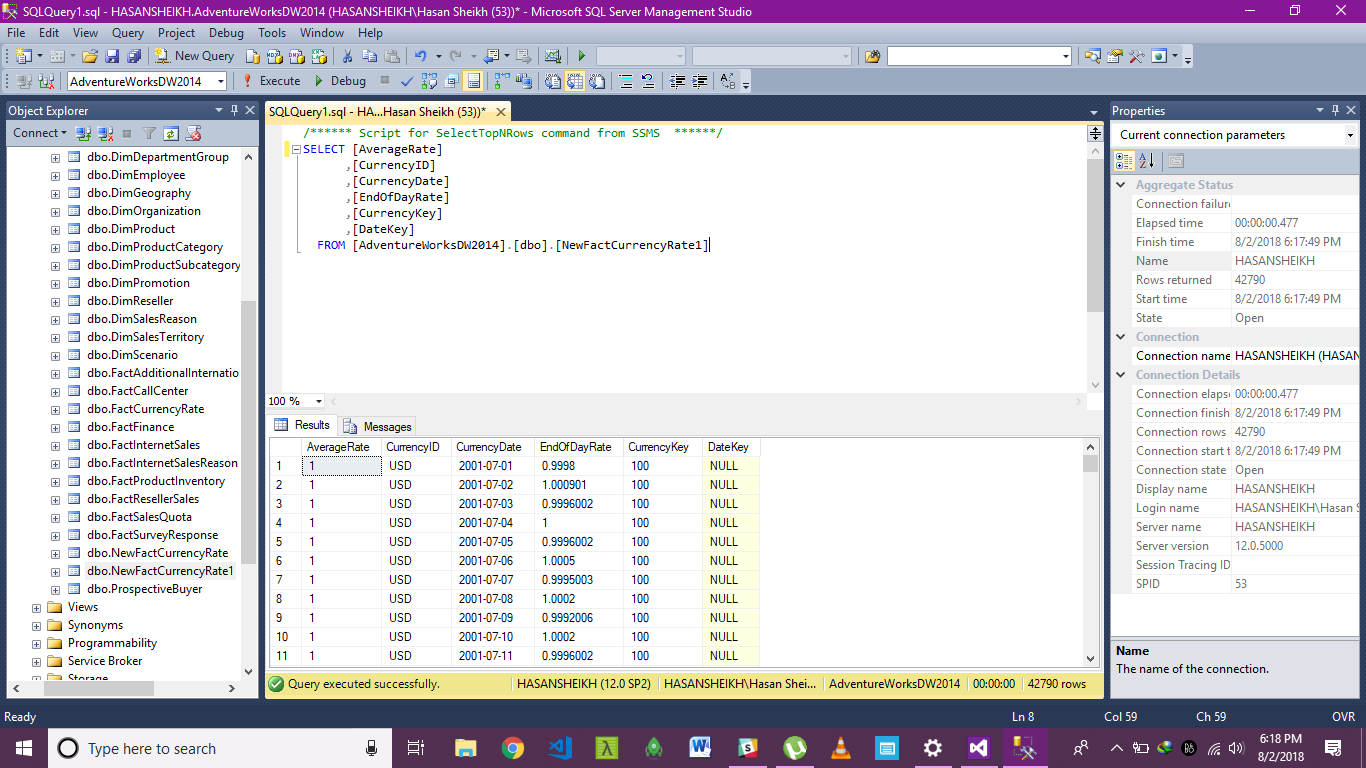 SQLQuery1.sql - HASANSHEIKH.AdventureWorksDW2014 (HASANSHEIKH\Hasan Sheikh (53))* - Microsoft SQL Server Management Studio
File Edit View Query Project Debug Tools Window Help
New Query
AdventureWorksDW2014 Execute Debug
Object Explorer
Connect
dbo.DimDepartmentGroup
dbo.DimEmployee
dbo.DimGeography
dbo.DimOrganization
dbo.DimProduct
dbo.DimProductCategory
dbo.DimProductSubcategory
dbo.DimPromotion
dbo.DimReseller
dbo.DimSalesReason
dbo.DimSalesTerritory
dbo.DimScenario
dbo.FactAdditionalInternatio
dbo.FactCallCenter
dbo.FactCurrencyRate
dbo.FactFinance
dbo.FactInternetSales
dbo.FactInternetSalesReason
dbo.FactProductInventory
dbo.FactResellerSales
dbo.FactSalesQuota
dbo.FactSurveyResponse
dbo.NewFactCurrencyRate
dbo.NewFactCurrencyRate1
dbo.ProspectiveBuyer
Views
Synonyms
Programmability
Service Broker
Storage
SQLQuery1.sql - HA...Hasan Sheikh (53))*
/****** Script for SelectTopNRows command from SSMS ******/
SELECT [AverageRate]
,[CurrencyID]
,[CurrencyDate]
,[EndOfDayRate]
,[CurrencyKey]
,[DateKey]
FROM [AdventureWorksDW2014].[dbo].[NewFactCurrencyRate1]
100 %
Results Messages
AverageRate CurrencyID CurrencyDate EndOfDayRate CurrencyKey DateKey
1 1 USD 2001-07-01 0.9998 100 NULL
2 1 USD 2001-07-02 1.000901 100 NULL
3 1 USD 2001-07-03 0.9996002 100 NULL
4 1 USD 2001-07-04 1 100 NULL
5 1 USD 2001-07-05 0.9996002 100 NULL
6 1 USD 2001-07-06 1.0005 100 NULL
7 1 USD 2001-07-07 0.9995003 100 NULL
8 1 USD 2001-07-08 1.0002 100 NULL
9 1 USD 2001-07-09 0.9992006 100 NULL
10 1 USD 2001-07-10 1.0002 100 NULL
11 1 USD 2001-07-11 0.9996002 100 NULL
Query executed successfully. HASANSHEIKH (12.0 SP2) HASANSHEIKH\Hasan Shei... AdventureWorksDW2014 00:00:00 42790 rows
Properties
Current connection parameters
Aggregate Status
Connection failure
Elapsed time 00:00:00.477
Finish time 8/2/2018 6:17:49 PM
Name HASANSHEIKH
Rows returned 42790
Start time 8/2/2018 6:17:49 PM
State Open
Connection
Connection name HASANSHEIKH (HASAN
Connection Details
Connection elaps 00:00:00.477
Connection finish 8/2/2018 6:17:49 PM
Connection rows 42790
Connection start t 8/2/2018 6:17:49 PM
Connection state Open
Display name HASANSHEIKH
Login name HASANSHEIKH\Hasan S
Server name HASANSHEIKH
Server version 12.0.5000
Session Tracing ID
SPID 53
Name
The name of the connection.
Ready Ln 8 Col 59 Ch 59 OVR
Type here to search
6:18 PM
8/2/2018